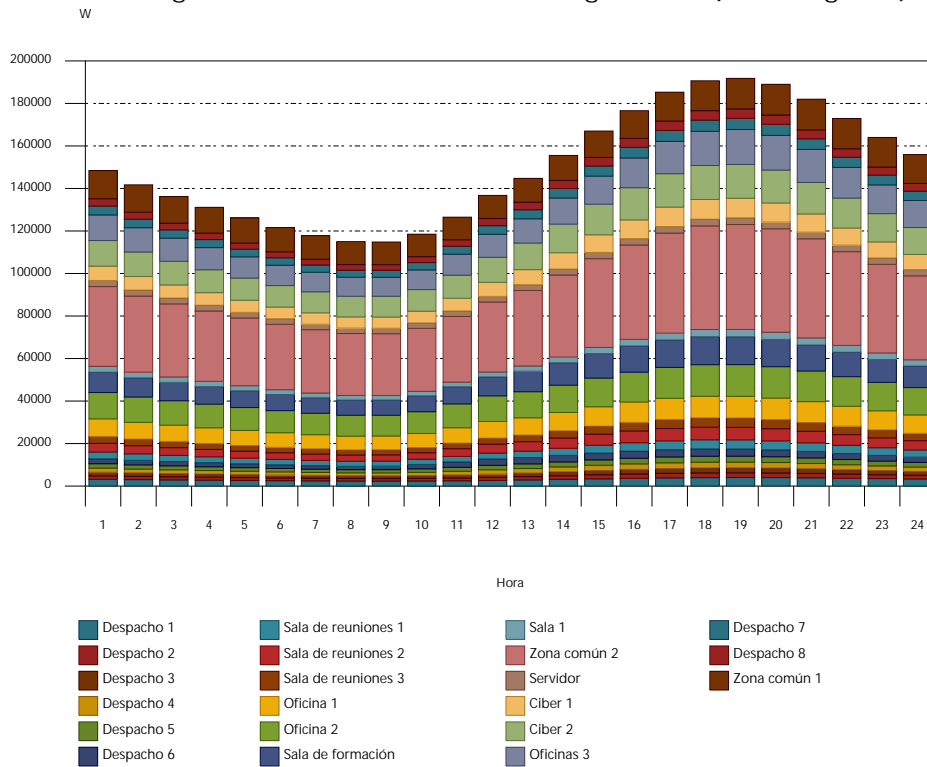 W
200000
180000
160000
140000
120000
100000
80000
60000
40000
20000
0
1 2 3 4 5 6 7 8 9 10 11 12 13 14 15 16 17 18 19 20 21 22 23 24
Hora
Despacho 1
Despacho 2
Despacho 3
Despacho 4
Despacho 5
Despacho 6
Sala de reuniones 1
Sala de reuniones 2
Sala de reuniones 3
Oficina 1
Oficina 2
Sala de formación
Sala 1
Zona común 2
Servidor
Ciber 1
Ciber 2
Oficinas 3
Despacho 7
Despacho 8
Zona común 1